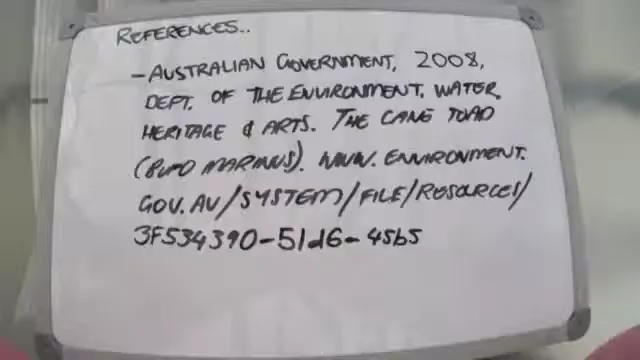 REFERENCES..
- AUSTRALIAN GOVERNMENT, 2008,
DEPT. OF THE ENVIRONMENT, WATER,
HERITAGE & ARTS. THE CANE TOAD
(BUFO MARINUS). WWW. ENVIRONMENT.
GOV. AU/SYSTEM/FILE/RESOURCES/
3F534390-51d6-45b5